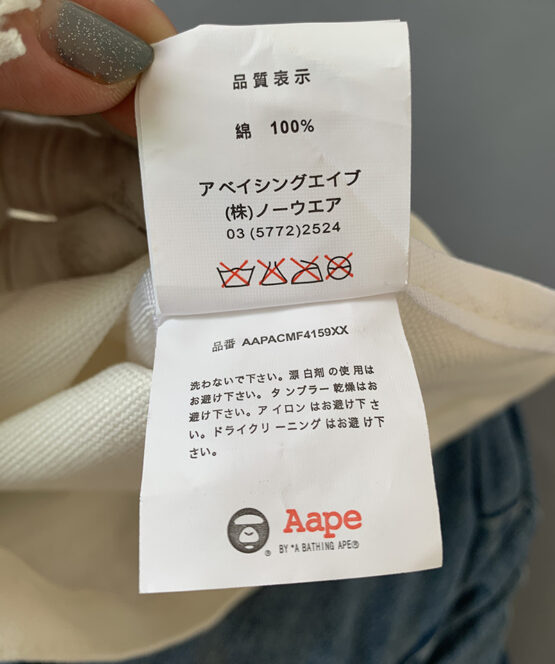 品質表示
綿 100%
アベイシングエイプ
(株)ノーウエア
03 (5772)2524
品番 AAPACMF4159XX
洗わないで下さい。漂 白剤 の使 用は
お避け下さい。タ ンブラー 乾燥はお
避け下さい。ア イロン はお避け下 さ
い。ドライクリ ーニング はお避 け下
さい。
Aape
BY *A BATHING APE®
®